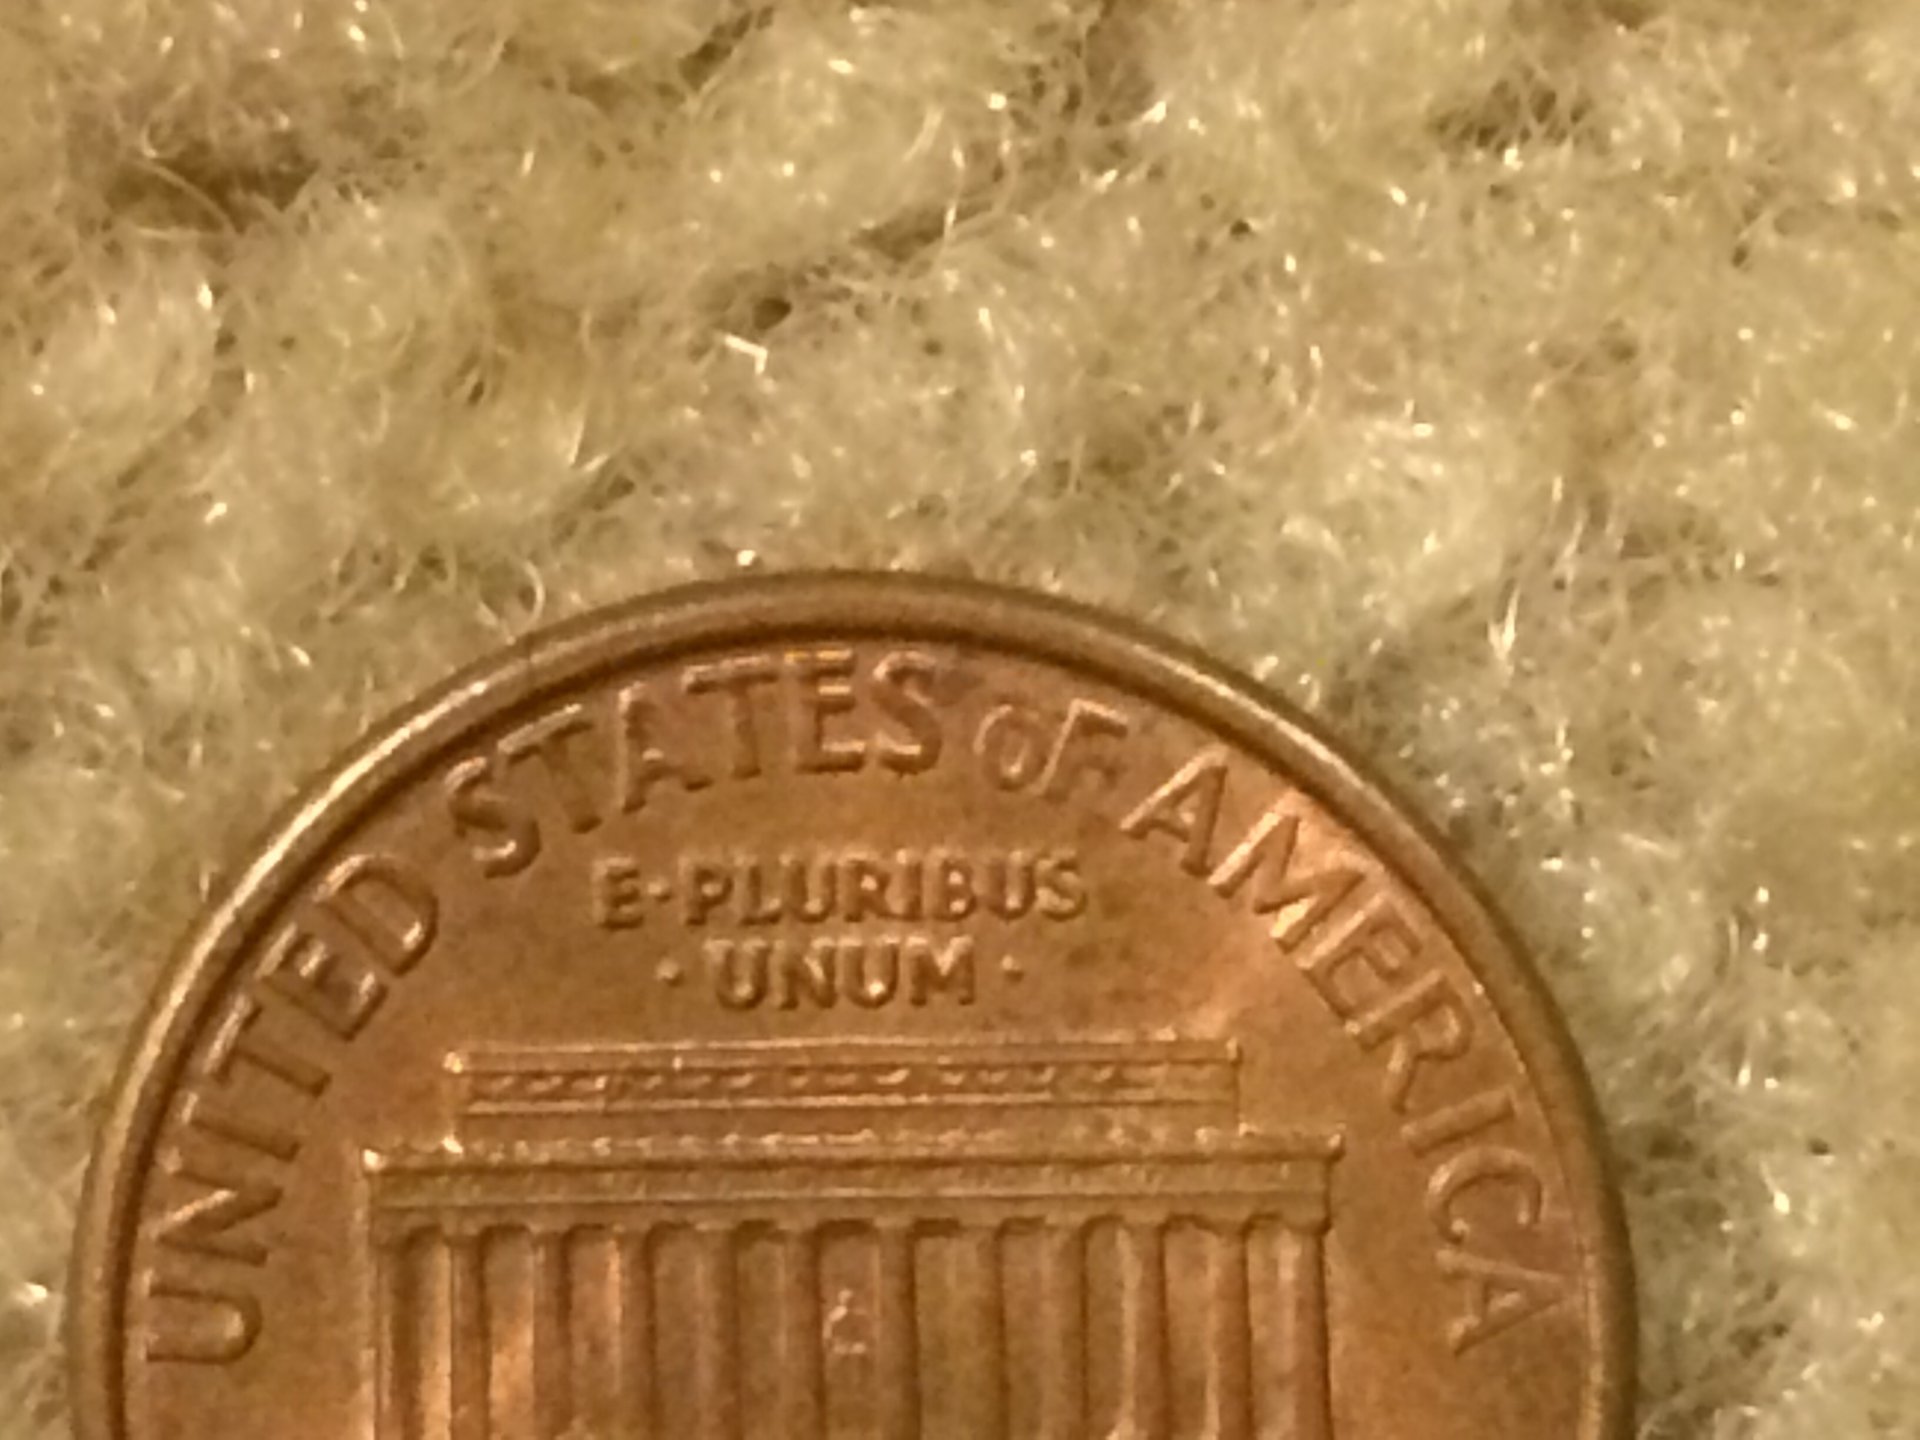 UNITED STATES OF AMERICA
E·PLURIBUS
· UNUM ·